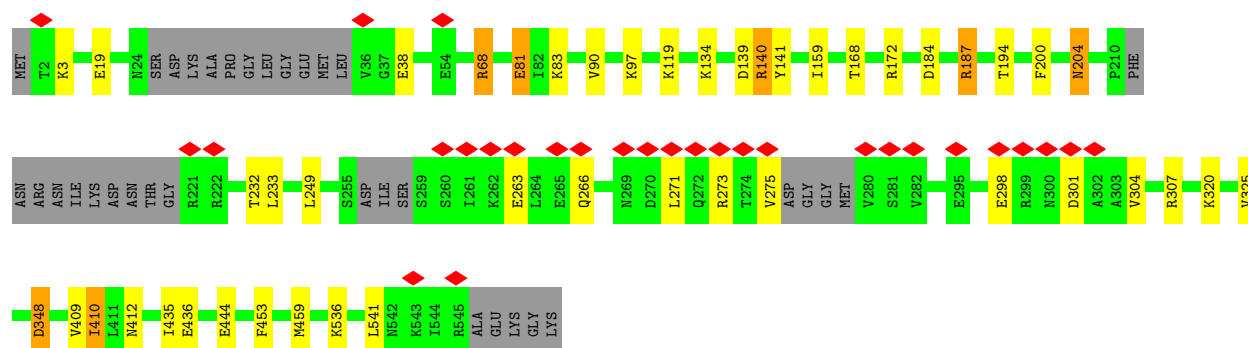 MET T2 K3 E19 N24 SER ASP LYS ALA PRO GLY LEU GLY GLU MET LEU V36 G37 E38 E54 R68 E81 I82 K83 V90 K97 K119 K134 D139 R140 Y141 I159 T168 R172 D184 R187 T194 F200 N204 P210 PHE
ASN ARG ASN ILE LYS ASP ASN THR GLY R221 R222 T232 L233 L249 S255 ASP ILE SER S259 S260 I261 K262 E263 L264 E265 Q266 N269 D270 L271 Q272 R273 T274 V275 ASP GLY GLY MET V280 S281 V282 E295 E298 R299 N300 D301 A302 A303 V304 R307 K320 V325
D348 V409 I410 L411 N412 I435 E436 E444 F453 M459 K536 L541 N542 K543 I544 R545 ALA GLU LYS GLY LYS